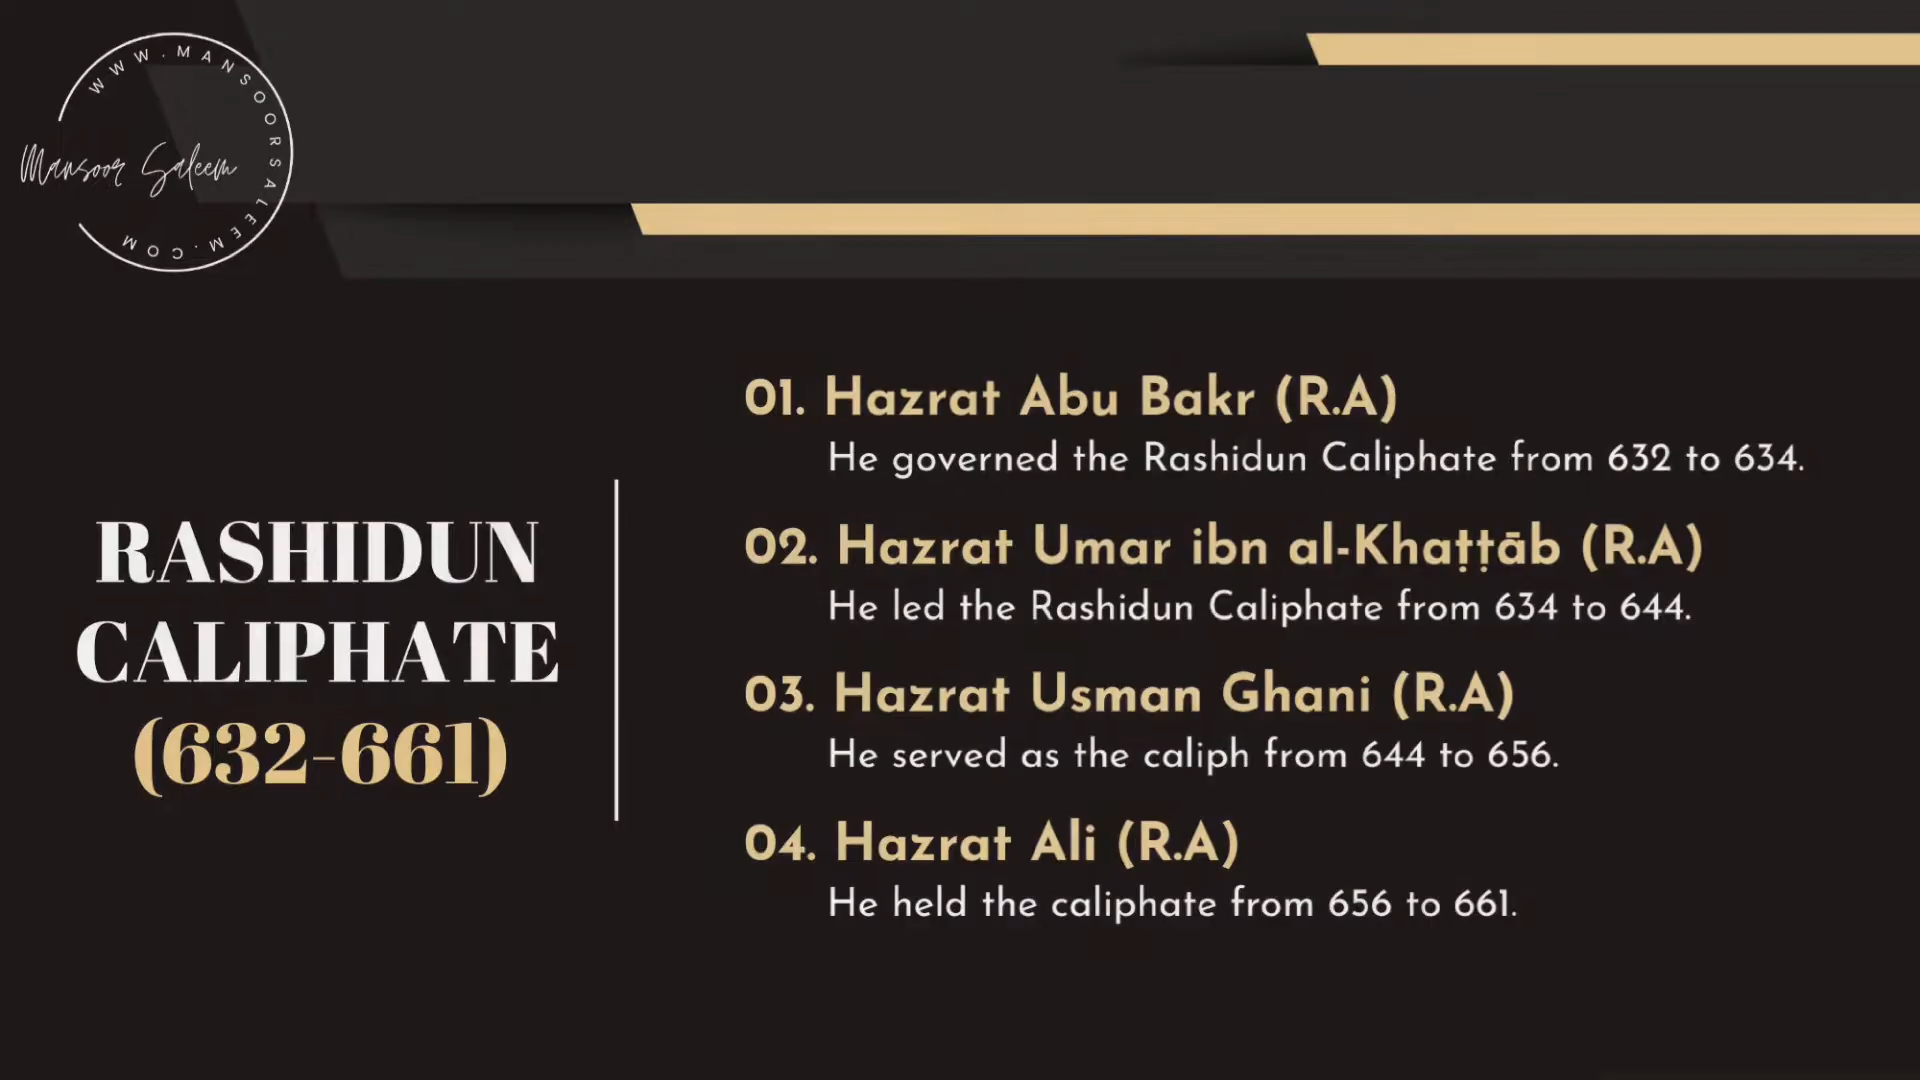 WWW.MANSOORSALEEM.COM
Mansoor Saleem
RASHIDUN
CALIPHATE
(632-661)
01. Hazrat Abu Bakr (R.A)
He governed the Rashidun Caliphate from 632 to 634.
02. Hazrat Umar ibn al-Khaṭṭāb (R.A)
He led the Rashidun Caliphate from 634 to 644.
03. Hazrat Usman Ghani (R.A)
He served as the caliph from 644 to 656.
04. Hazrat Ali (R.A)
He held the caliphate from 656 to 661.